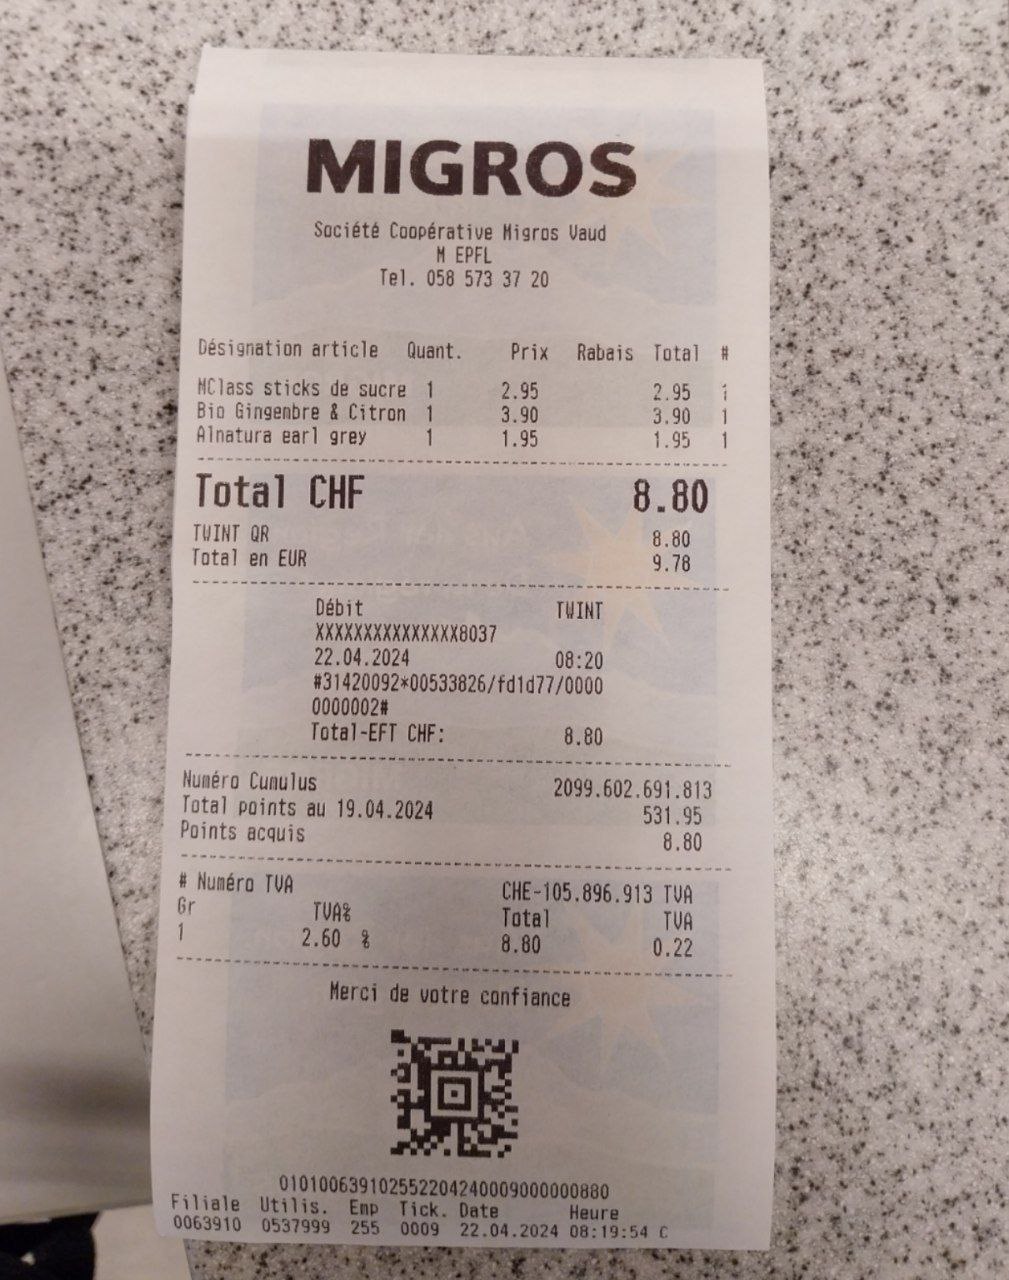 MIGROS
Société Coopérative Migros Vaud
M EPFL
Tel. 058 573 37 20
Désignation article Quant. Prix Rabais Total #
MClass sticks de sucre 1 2.95 2.95 1
Bio Gingembre & Citron 1 3.90 3.90 1
Alnatura earl grey 1 1.95 1.95 1
Total CHF 8.80
TWINT QR 8.80
Total en EUR 9.78
Débit TWINT
XXXXXXXXXXXXXXX8037
22.04.2024 08:20
#31420092*00533826/fd1d77/0000
0000002#
Total-EFT CHF: 8.80
Numéro Cumulus 2099.602.691.813
Total points au 19.04.2024 531.95
Points acquis 8.80
# Numéro TVA CHE-105.896.913 TVA
Gr TVA% Total TVA
1 2.60 % 8.80 0.22
Merci de votre confiance
01010063910255220424000900000880
Filiale Utilis. Emp Tick. Date Heure
0063910 0537999 255 0009 22.04.2024 08:19:54 C